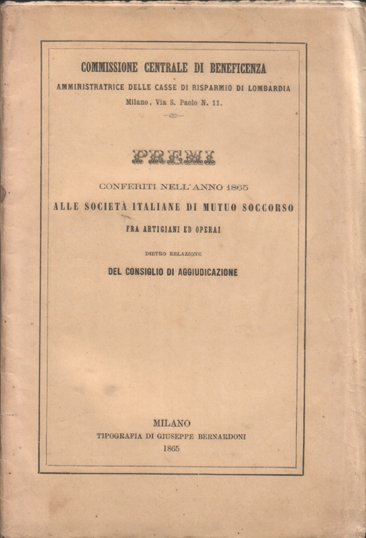 COMMISSIONE CENTRALE DI BENEFICENZA
AMMINISTRATRICE DELLE CASSE DI RISPARMIO DI LOMBARDIA
Milano, Via S. Paolo N. 11.
PREMI
CONFERITI NELL'ANNO 1865
ALLE SOCIETÀ ITALIANE DI MUTUO SOCCORSO
FRA ARTIGIANI ED OPERAI
DIETRO RELAZIONE
DEL CONSIGLIO DI AGGIUDICAZIONE
MILANO
TIPOGRAFIA DI GIUSEPPE BERNARDONI
1865